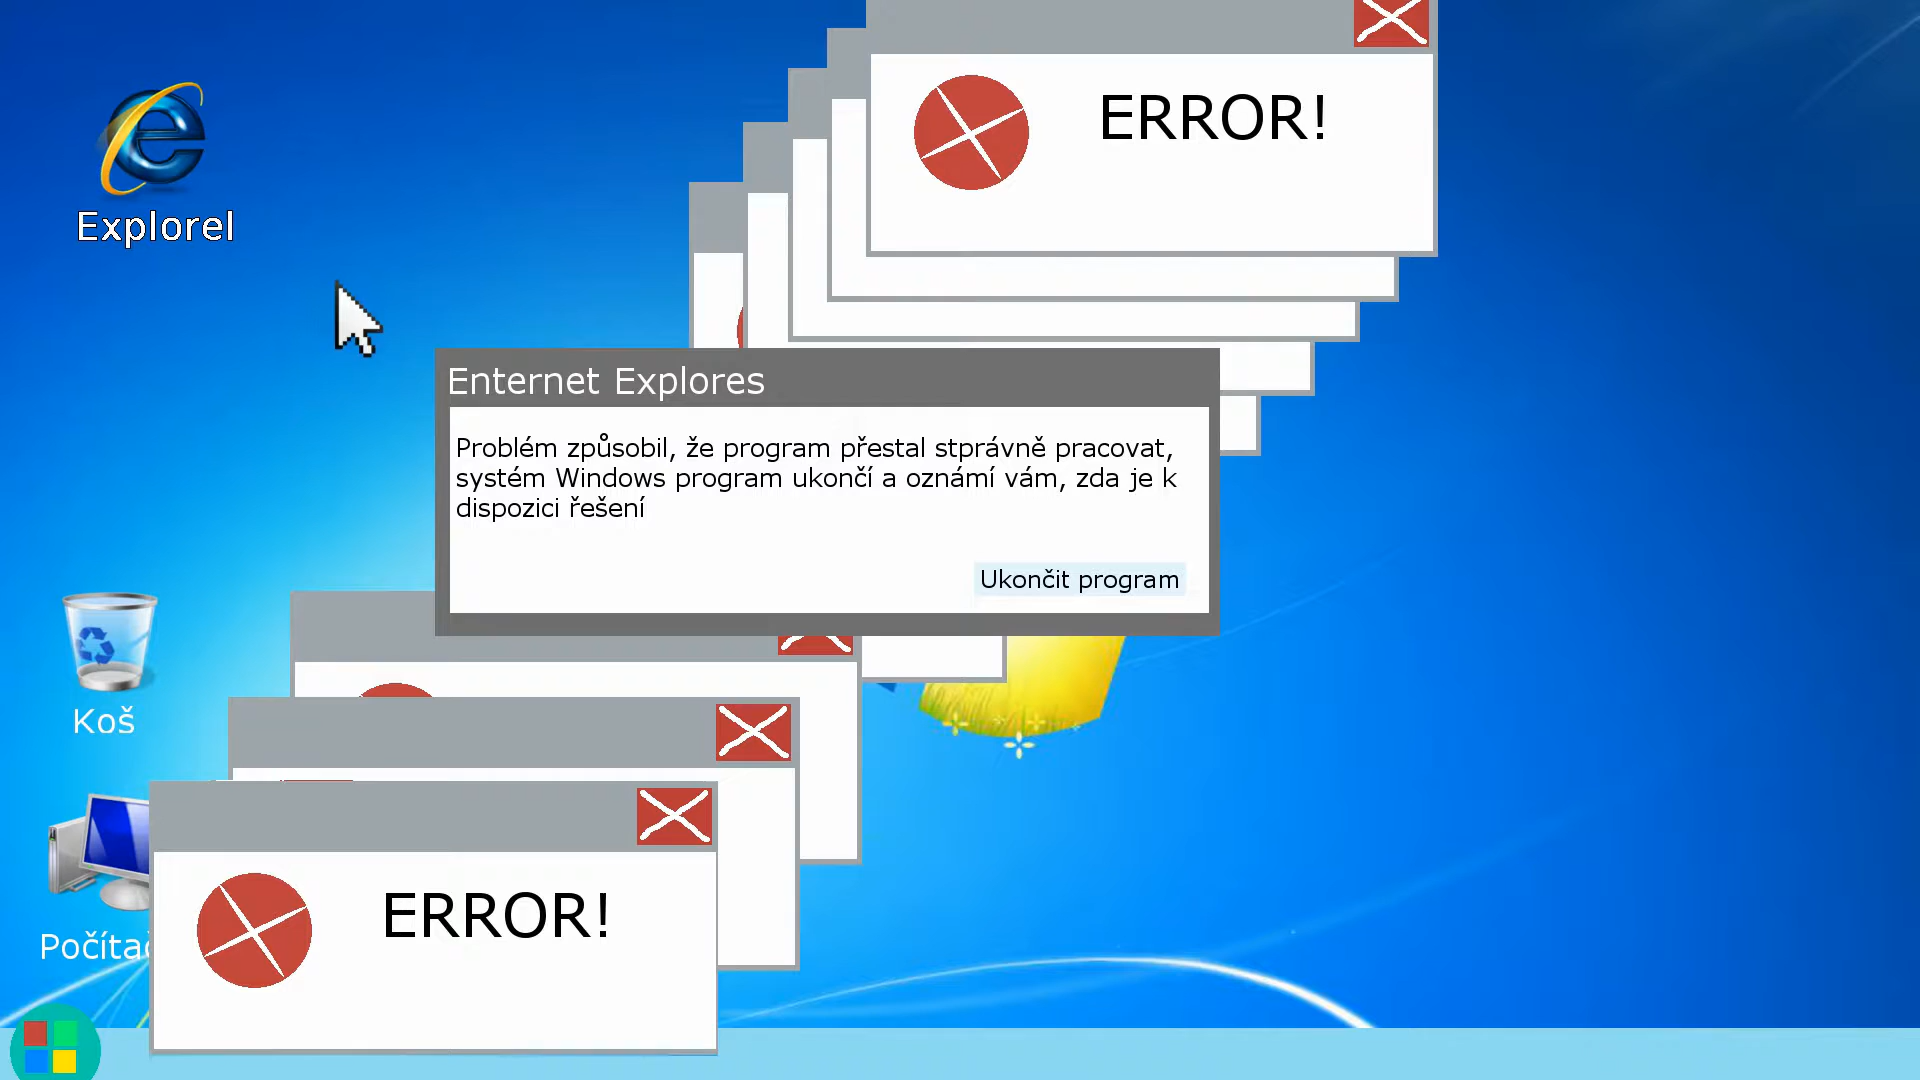 ERROR!
Explorel
Enternet Explores
Problém způsobil, že program přestal stprávně pracovat,
systém Windows program ukončí a oznámí vám, zda je k
dispozici řešení
Ukončit program
Koš
ERROR!
Počítač